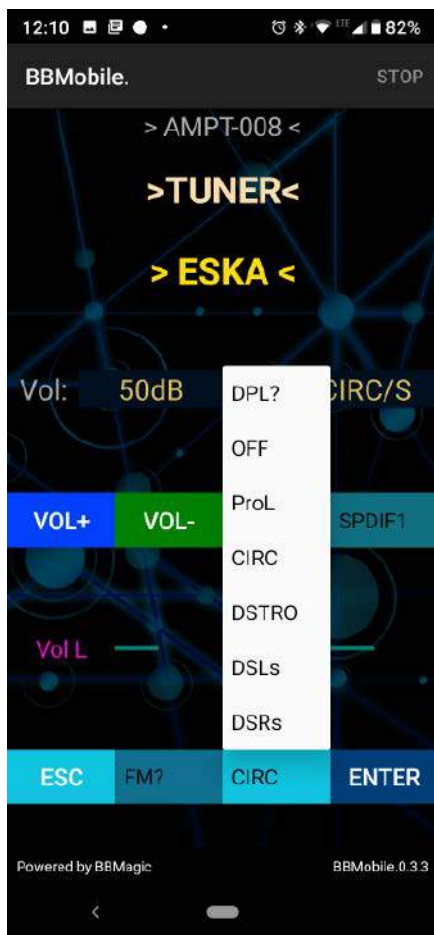 12:10 LTE 82%
BBMobile. STOP
> AMPT-008 <
>TUNER<
> ESKA <
Vol: 50dB CIRC/S
DPL?
OFF
ProL
VOL+ VOL- SPDIF1
CIRC
DSTRO
Vol L
DSLs
DSRs
ESC FM? CIRC ENTER
Powered by BBMagic BBMobile.0.3.3